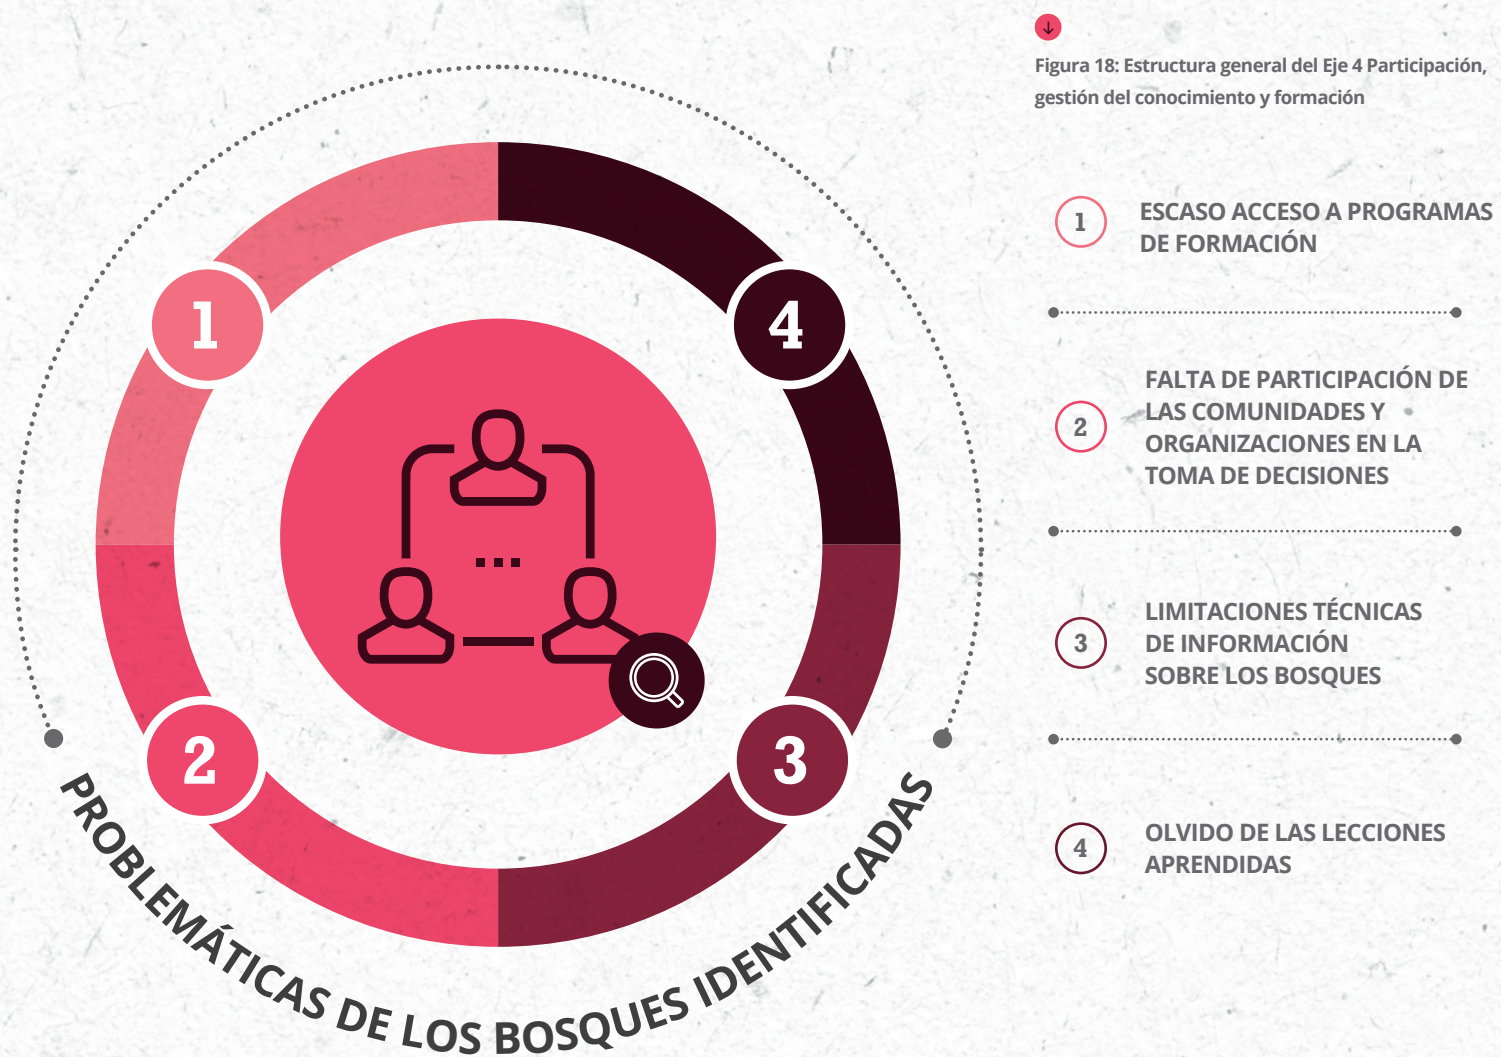 Figura 18: Estructura general del Eje 4 Participación,
gestión del conocimiento y formación
1
4
2
3
PROBLEMÁTICAS DE LOS BOSQUES IDENTIFICADAS
1
ESCASO ACCESO A PROGRAMAS
DE FORMACIÓN
2
FALTA DE PARTICIPACIÓN DE
LAS COMUNIDADES Y
ORGANIZACIONES EN LA
TOMA DE DECISIONES
3
LIMITACIONES TÉCNICAS
DE INFORMACIÓN
SOBRE LOS BOSQUES
4
OLVIDO DE LAS LECCIONES
APRENDIDAS